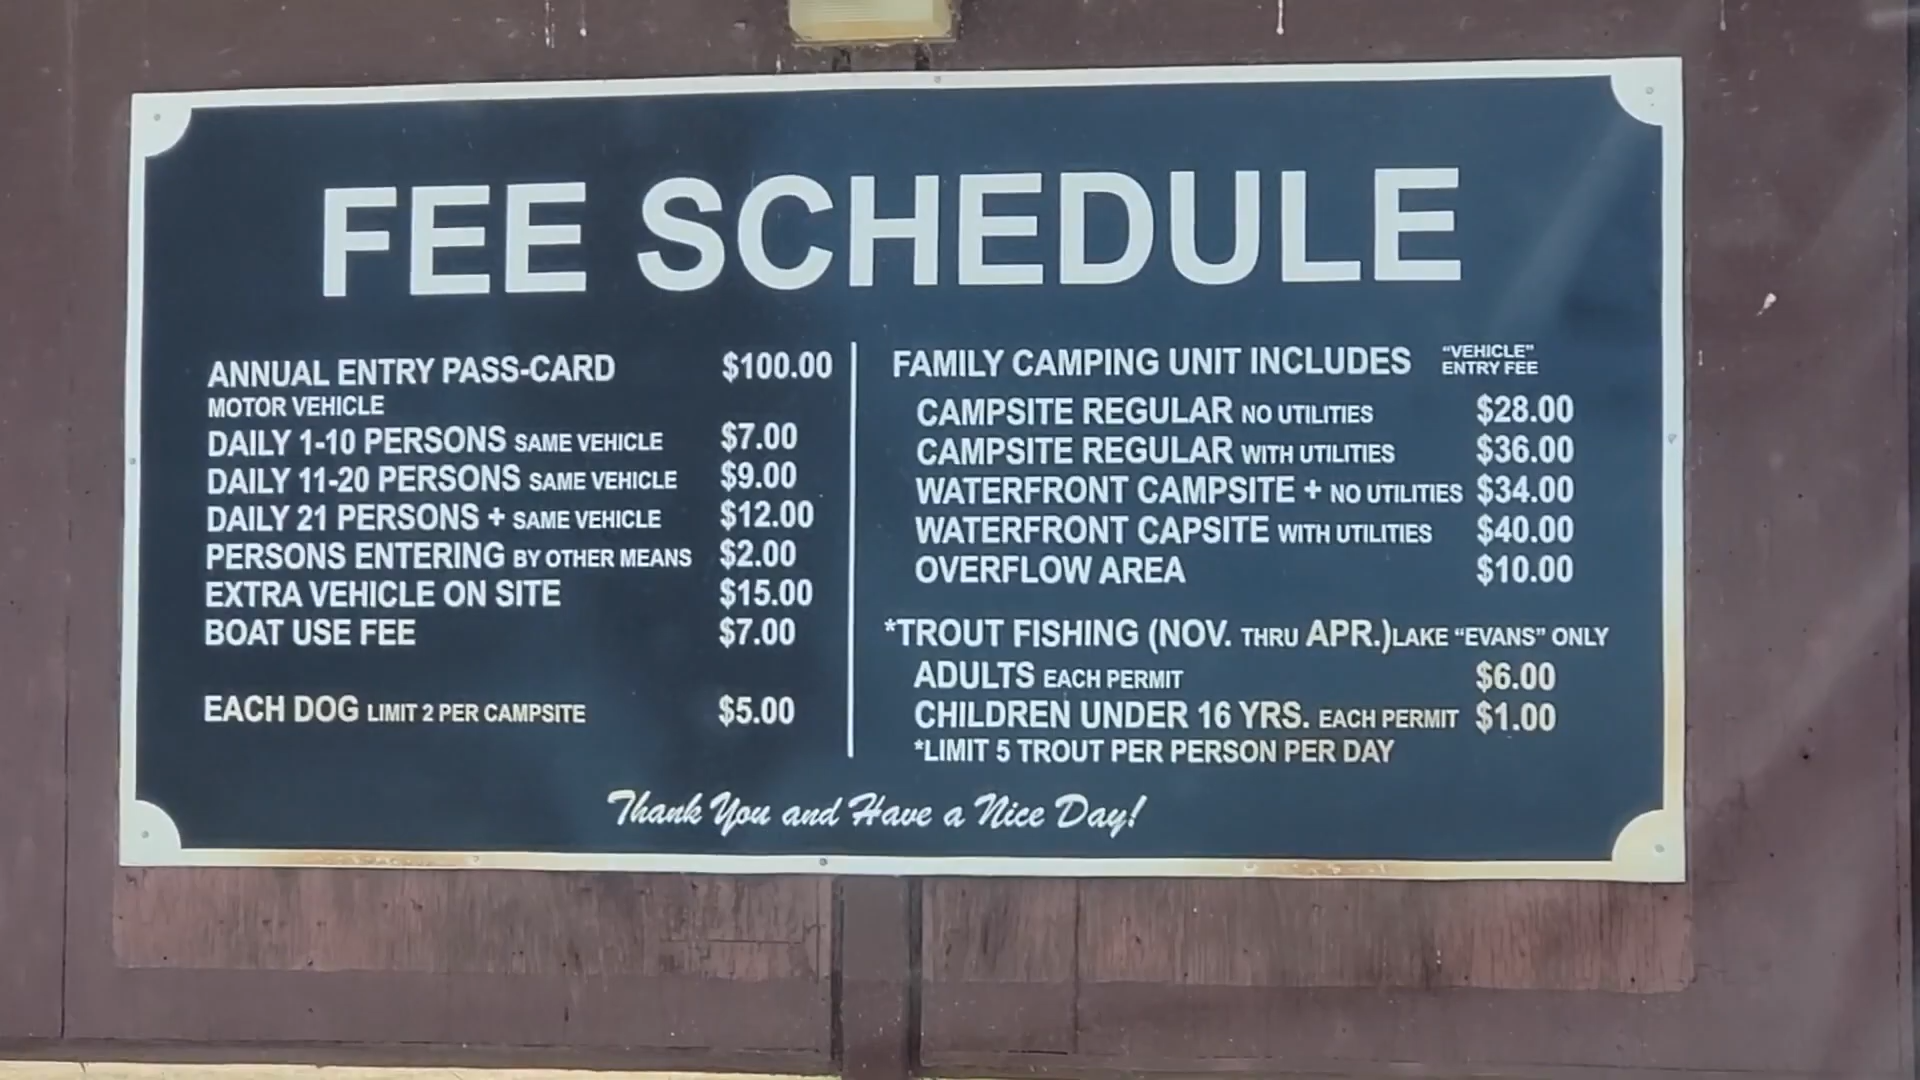 FEE SCHEDULE
ANNUAL ENTRY PASS-CARD $100.00
MOTOR VEHICLE
DAILY 1-10 PERSONS SAME VEHICLE $7.00
DAILY 11-20 PERSONS SAME VEHICLE $9.00
DAILY 21 PERSONS + SAME VEHICLE $12.00
PERSONS ENTERING BY OTHER MEANS $2.00
EXTRA VEHICLE ON SITE $15.00
BOAT USE FEE $7.00
EACH DOG LIMIT 2 PER CAMPSITE $5.00
FAMILY CAMPING UNIT INCLUDES "VEHICLE" ENTRY FEE
CAMPSITE REGULAR NO UTILITIES $28.00
CAMPSITE REGULAR WITH UTILITIES $36.00
WATERFRONT CAMPSITE + NO UTILITIES $34.00
WATERFRONT CAPSITE WITH UTILITIES $40.00
OVERFLOW AREA $10.00
*TROUT FISHING (NOV. THRU APR.) LAKE "EVANS" ONLY
ADULTS EACH PERMIT $6.00
CHILDREN UNDER 16 YRS. EACH PERMIT $1.00
*LIMIT 5 TROUT PER PERSON PER DAY
Thank You and Have a Nice Day!